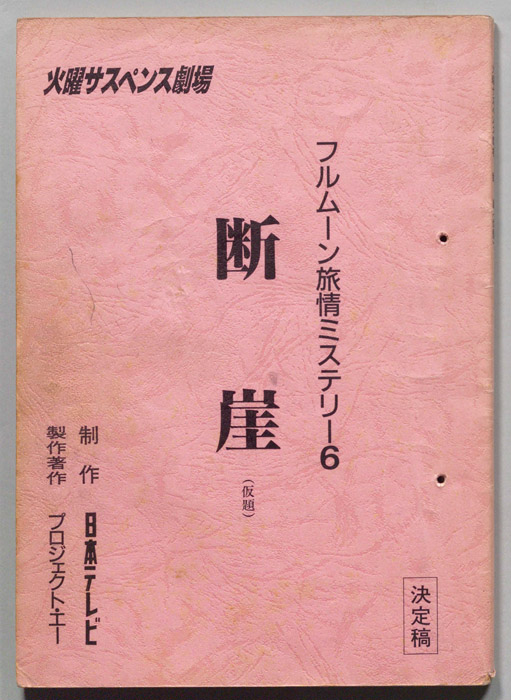 火曜サスペンス劇場
フルムーン旅情ミステリー6
断崖
（仮題）
制作 日本テレビ
製作著作 プロジェクト・エー
決定稿